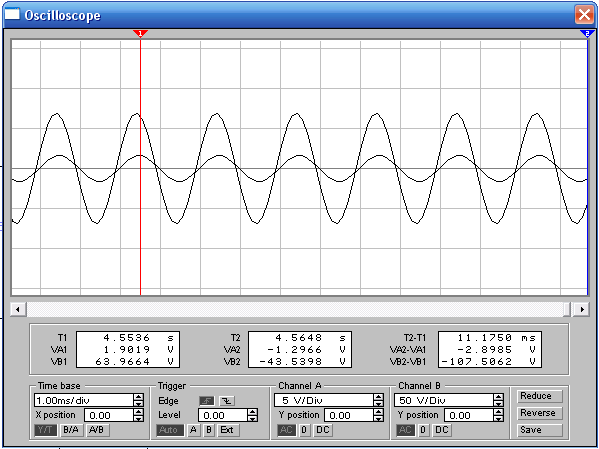 Oscilloscope
1 2
T1 4.5536 s T2 4.5648 s T2-T1 11.1750 ms
VA1 1.9019 V VA2 -1.2966 V VA2-VA1 -2.8985 V
VB1 63.9664 V VB2 -43.5398 V VB2-VB1 -107.5062 V
Time base Trigger Channel A Channel B
1.00ms/div Edge 5 V/Div 50 V/Div Reduce
X position 0.00 Level 0.00 Y position 0.00 Y position 0.00 Reverse
Y/T B/A A/B Auto A B Ext AC 0 DC AC 0 DC Save